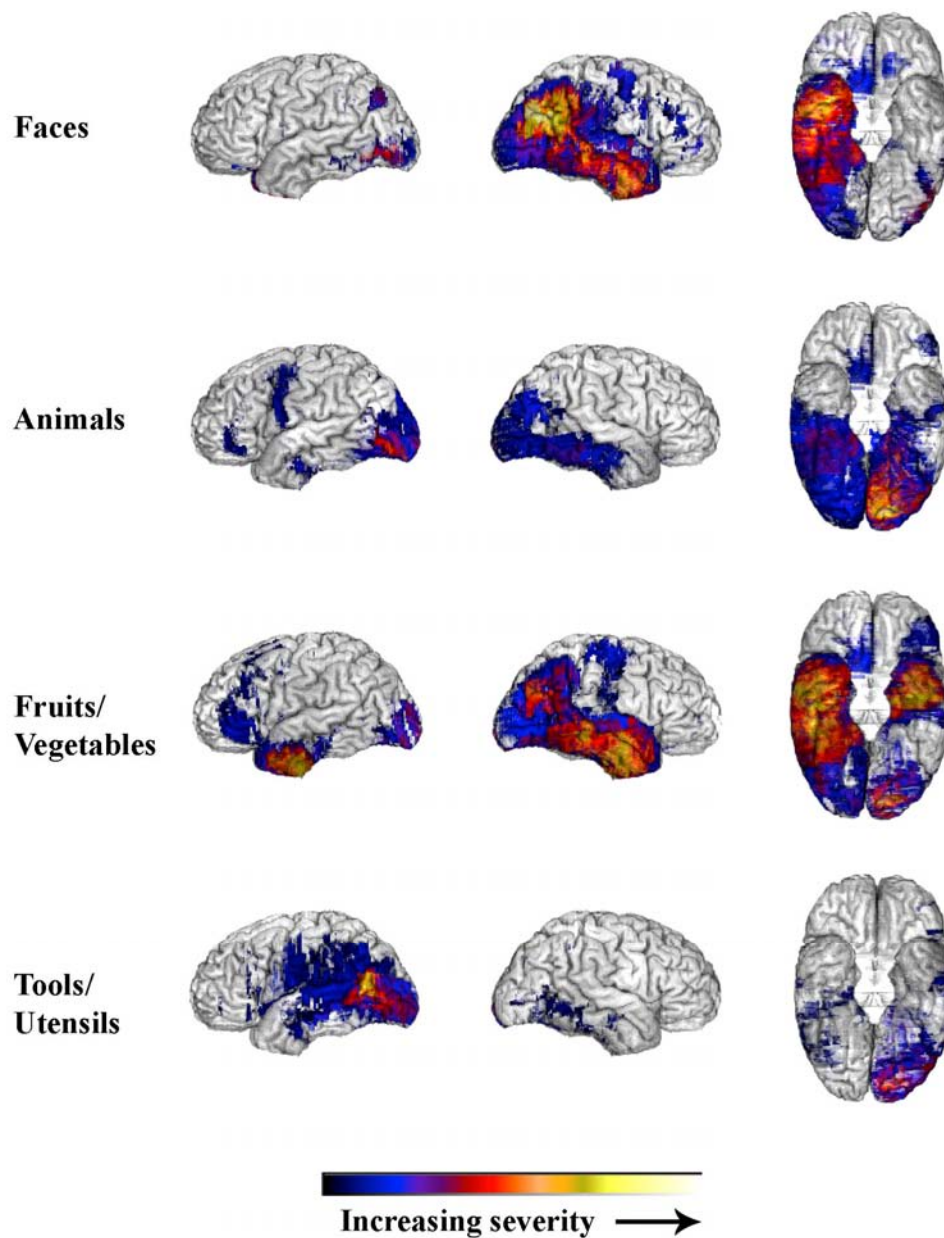 Faces
Animals
Fruits/
Vegetables
Tools/
Utensils
Increasing severity